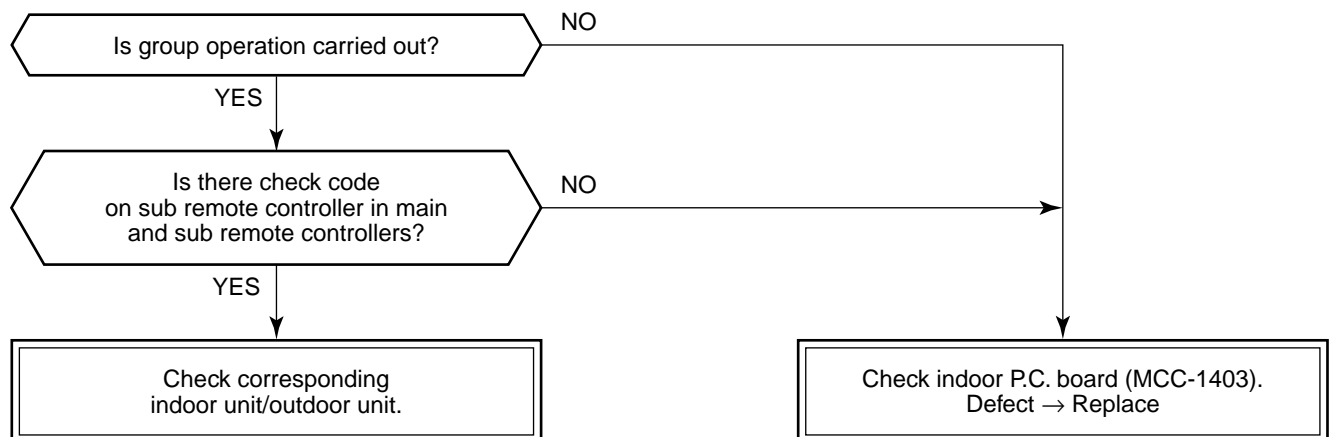 Is group operation carried out?
NO
YES
Is there check code
on sub remote controller in main
and sub remote controllers?
NO
YES
Check corresponding
indoor unit/outdoor unit.
Check indoor P.C. board (MCC-1403).
Defect → Replace